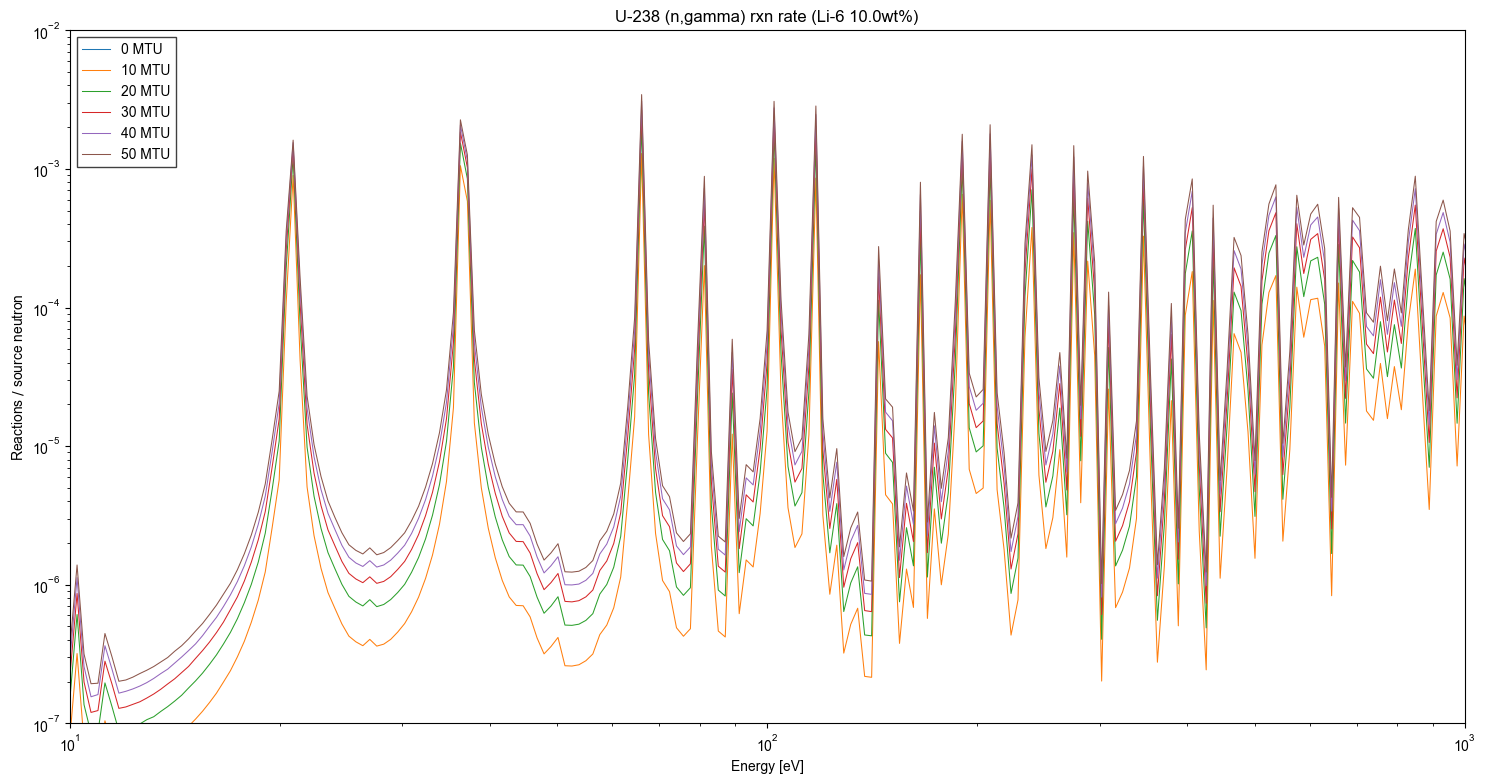 U-238 (n,gamma) rxn rate (Li-6 10.0wt%)
10⁻²
10⁻³
10⁻⁴
10⁻⁵
10⁻⁶
10⁻⁷
Reactions / source neutron
0 MTU
10 MTU
20 MTU
30 MTU
40 MTU
50 MTU
10¹
10²
10³
Energy [eV]